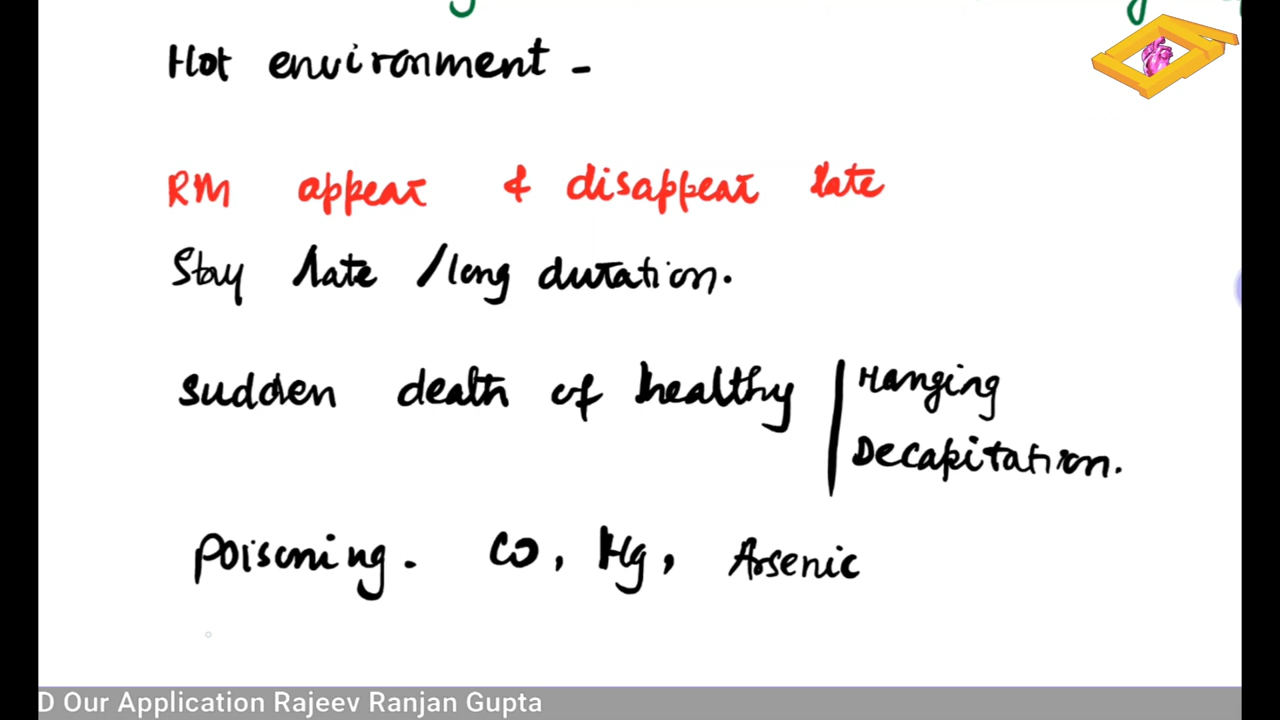 Hot environment -
RM appear & disappear late
Stay late / long duration.
sudden death of healthy | Hanging
Decapitation.
Poisoning. CO, Hg, Arsenic
D Our Application Rajeev Ranjan Gupta